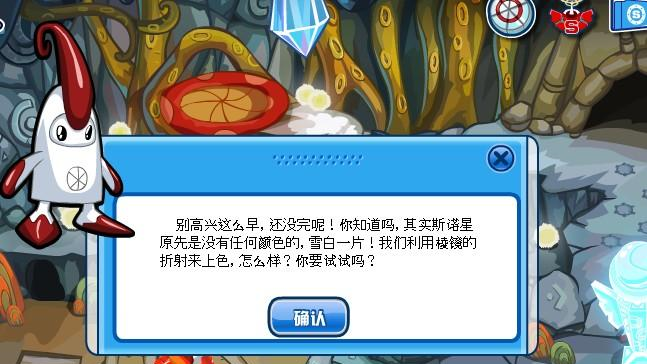 别高兴这么早，还没完呢！你知道吗，其实斯诺星
原先是没有任何颜色的，雪白一片！我们利用棱镜的
折射来上色，怎么样？你要试试吗？
确认
S
S